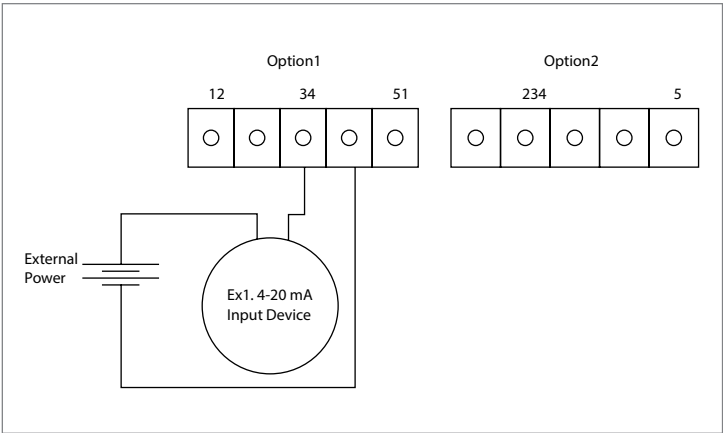 Option1
Option2
12 34 51
234 5
External
Power
Ex1. 4-20 mA
Input Device